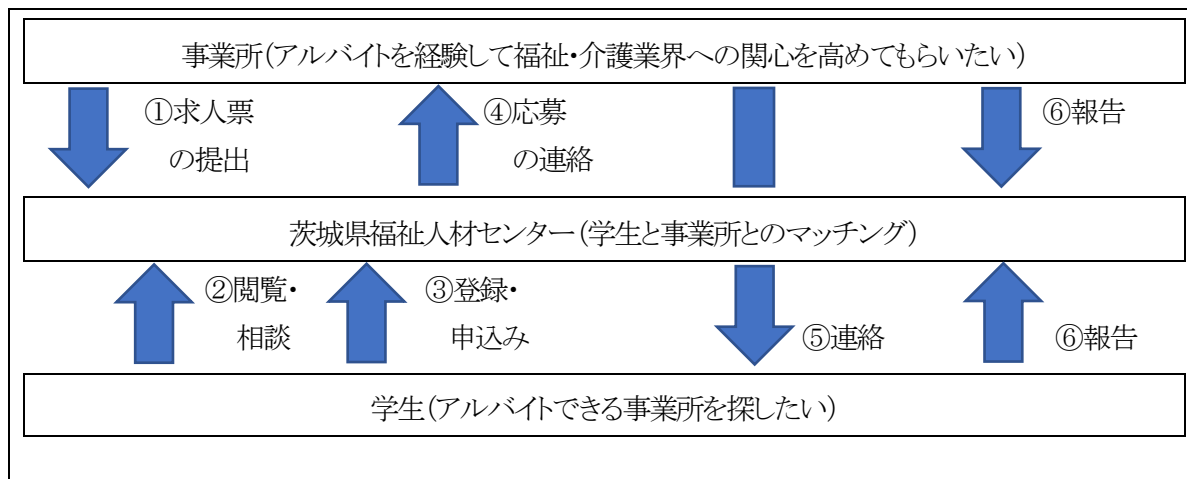 事業所(アルバイトを経験して福祉・介護業界への関心を高めてもらいたい)
①求人票
の提出
④応募
の連絡
⑥報告
茨城県福祉人材センター(学生と事業所とのマッチング)
②閲覧・
相談
③登録・
申込み
⑤連絡
⑥報告
学生(アルバイトできる事業所を探したい)